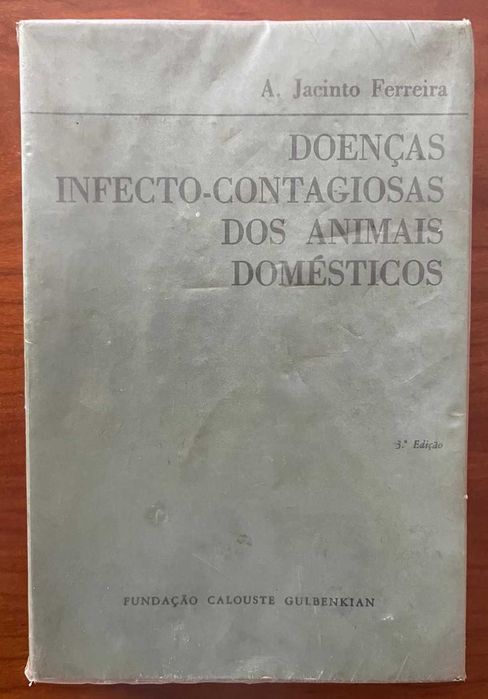 A. Jacinto Ferreira
DOENÇAS
INFECTO-CONTAGIOSAS
DOS ANIMAIS
DOMÉSTICOS
3.ª Edição
FUNDAÇÃO CALOUSTE GULBENKIAN